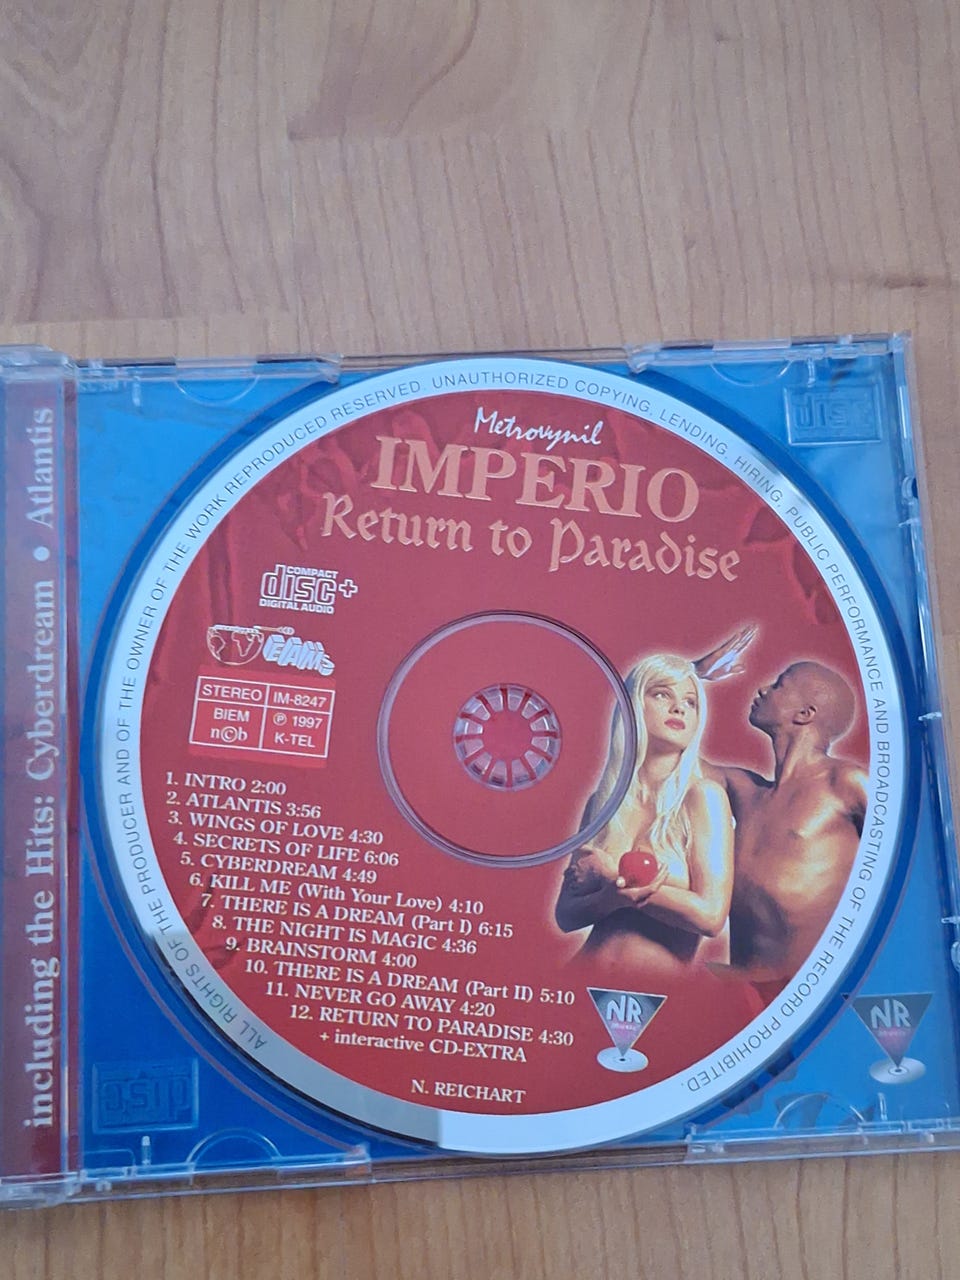 including the Hits: Cyberdream • Atlantis
ALL RIGHTS OF THE PRODUCER AND OF THE OWNER OF THE WORK REPRODUCED RESERVED. UNAUTHORIZED COPYING, LENDING, HIRING, PUBLIC PERFORMANCE AND BROADCASTING OF THE RECORD PROHIBITED.
Metrovynil
IMPERIO
Return to Paradise
COMPACT
disc+
DIGITAL AUDIO
TEAM
STEREO IM-8247
BIEM ℗ 1997
n©b K-TEL
1. INTRO 2:00
2. ATLANTIS 3:56
3. WINGS OF LOVE 4:30
4. SECRETS OF LIFE 6:06
5. CYBERDREAM 4:49
6. KILL ME (With Your Love) 4:10
7. THERE IS A DREAM (Part I) 6:15
8. THE NIGHT IS MAGIC 4:36
9. BRAINSTORM 4:00
10. THERE IS A DREAM (Part II) 5:10
11. NEVER GO AWAY 4:20
12. RETURN TO PARADISE 4:30
+ interactive CD-EXTRA
N. REICHART
NR
Music
NR
Music
disc
disc